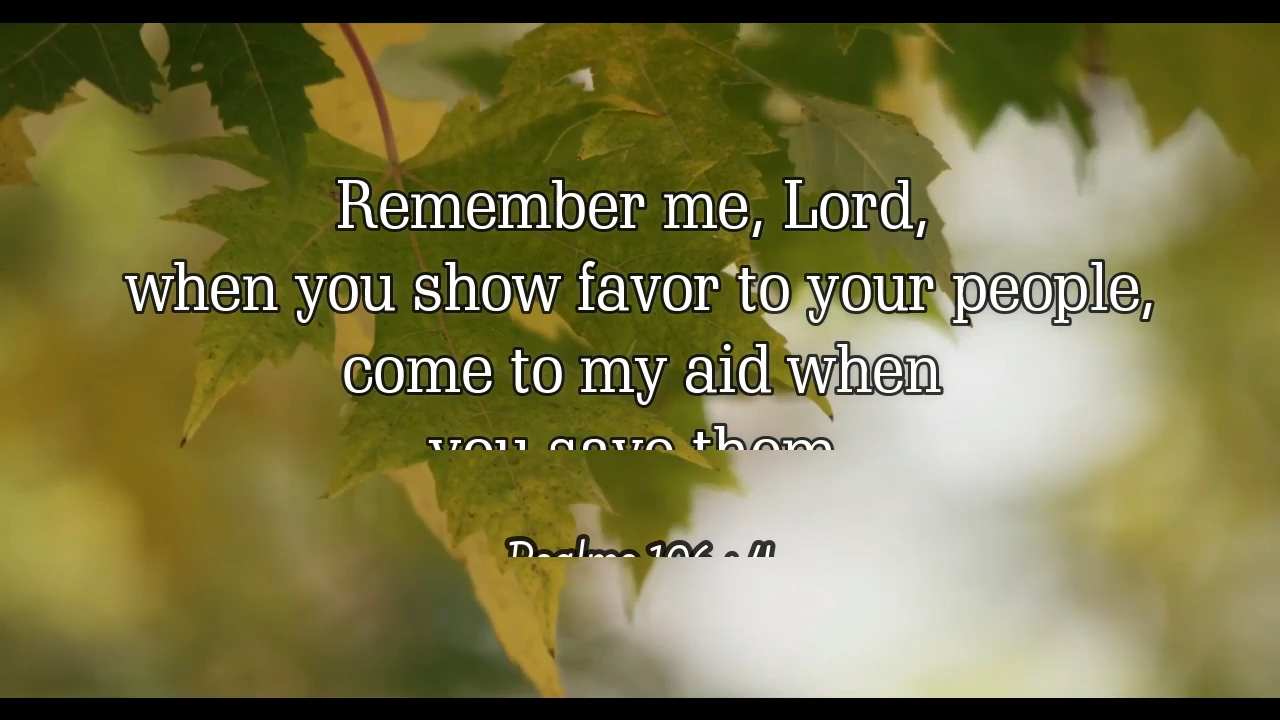 Remember me, Lord,
when you show favor to your people,
come to my aid when
you save them
Psalms 106 : 4